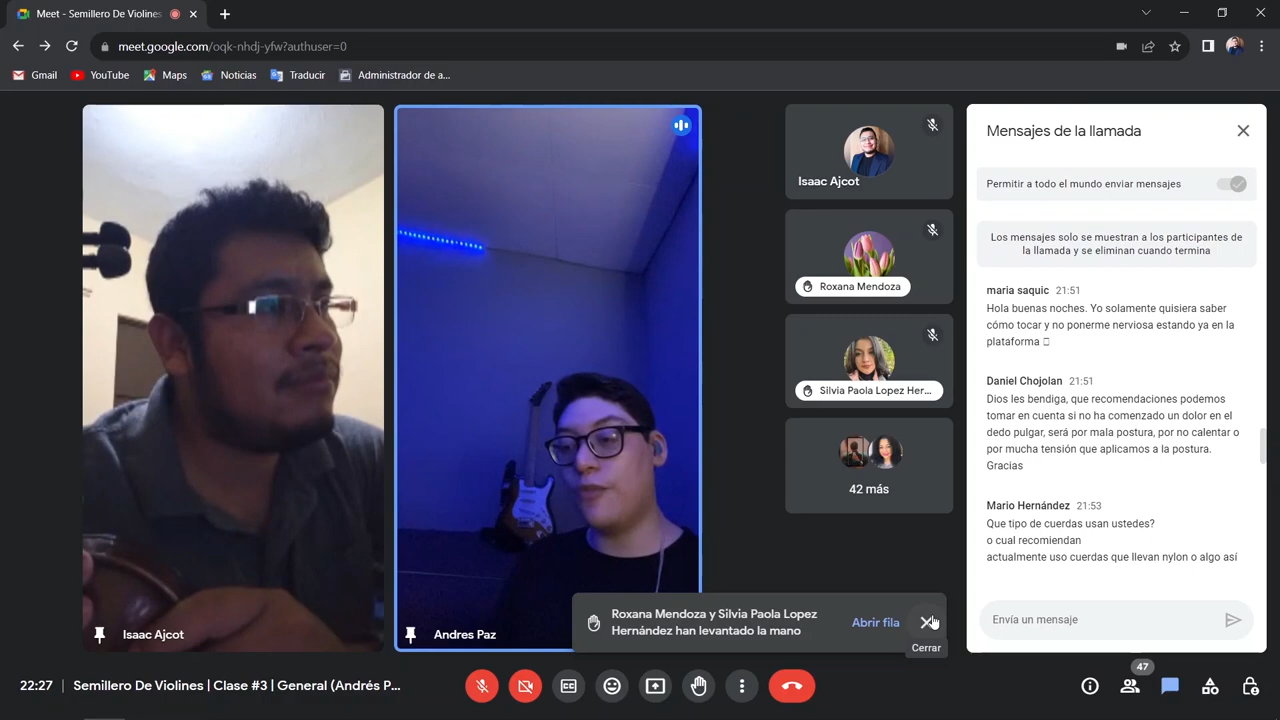 Meet - Semillero De Violines
meet.google.com/oqk-nhdj-yfw?authuser=0
Gmail
YouTube
Maps
Noticias
Traducir
Administrador de a...
Isaac Ajcot
Andres Paz
Isaac Ajcot
Roxana Mendoza
Silvia Paola Lopez Her...
42 más
Roxana Mendoza y Silvia Paola Lopez
Hernández han levantado la mano
Abrir fila
Cerrar
Mensajes de la llamada
Permitir a todo el mundo enviar mensajes
Los mensajes solo se muestran a los participantes de
la llamada y se eliminan cuando termina
maria saquic 21:51
Hola buenas noches. Yo solamente quisiera saber
cómo tocar y no ponerme nerviosa estando ya en la
plataforma
Daniel Chojolan 21:51
Dios les bendiga, que recomendaciones podemos
tomar en cuenta si no ha comenzado un dolor en el
dedo pulgar, será por mala postura, por no calentar o
por mucha tensión que aplicamos a la postura.
Gracias
Mario Hernández 21:53
Que tipo de cuerdas usan ustedes?
o cual recomiendan
actualmente uso cuerdas que llevan nylon o algo así
Envía un mensaje
22:27 | Semillero De Violines | Clase #3 | General (Andrés P...
47